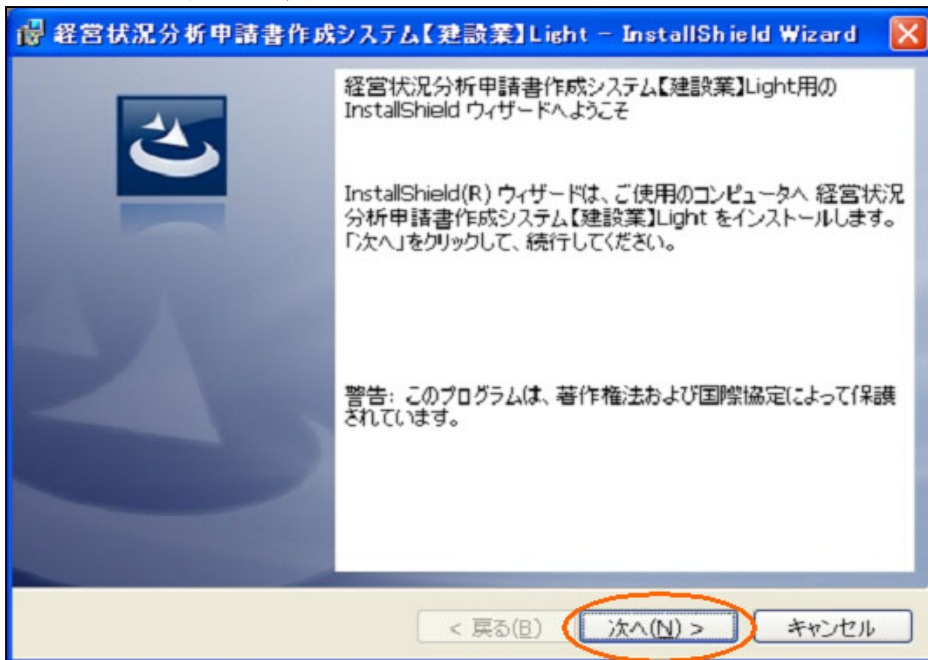 経営状況分析申請書作成システム【建設業】Light - InstallShield Wizard
経営状況分析申請書作成システム【建設業】Light用の
InstallShield ウィザードへようこそ
InstallShield(R) ウィザードは、ご使用のコンピュータへ 経営状況
分析申請書作成システム【建設業】Light をインストールします。
「次へ」をクリックして、続行してください。
警告: このプログラムは、著作権法および国際協定によって保護
されています。
< 戻る(B)
次へ(N) >
キャンセル